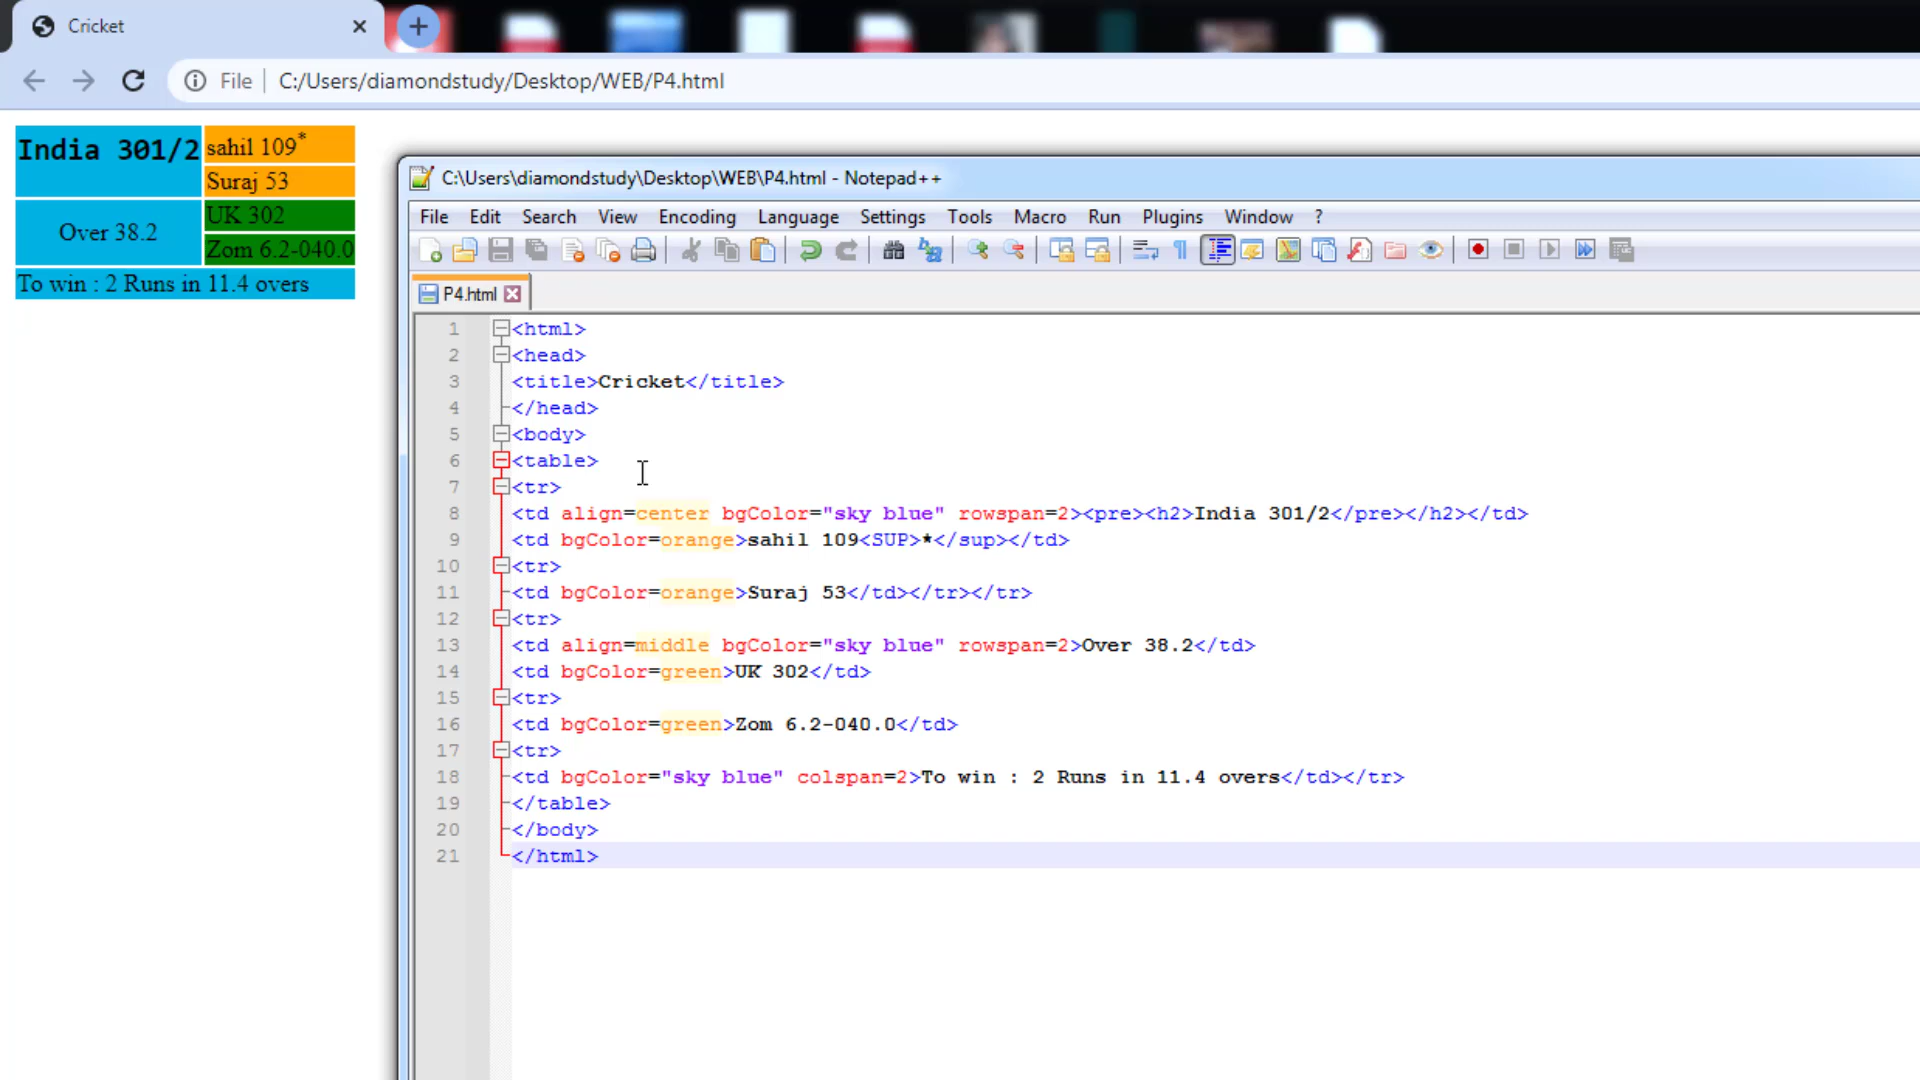 Cricket
File C:/Users/diamondstudy/Desktop/WEB/P4.html
India 301/2 sahil 109*
Suraj 53
Over 38.2 UK 302
Zom 6.2-040.0
To win : 2 Runs in 11.4 overs
C:\Users\diamondstudy\Desktop\WEB\P4.html - Notepad++
File Edit Search View Encoding Language Settings Tools Macro Run Plugins Window ?
P4.html
1 <html>
2 <head>
3 <title>Cricket</title>
4 </head>
5 <body>
6 <table>
7 <tr>
8 <td align=center bgColor="sky blue" rowspan=2><pre><h2>India 301/2</pre></h2></td>
9 <td bgColor=orange>sahil 109<SUP>*</sup></td>
10 <tr>
11 <td bgColor=orange>Suraj 53</td></tr></tr>
12 <tr>
13 <td align=middle bgColor="sky blue" rowspan=2>Over 38.2</td>
14 <td bgColor=green>UK 302</td>
15 <tr>
16 <td bgColor=green>Zom 6.2-040.0</td>
17 <tr>
18 <td bgColor="sky blue" colspan=2>To win : 2 Runs in 11.4 overs</td></tr>
19 </table>
20 </body>
21 </html>